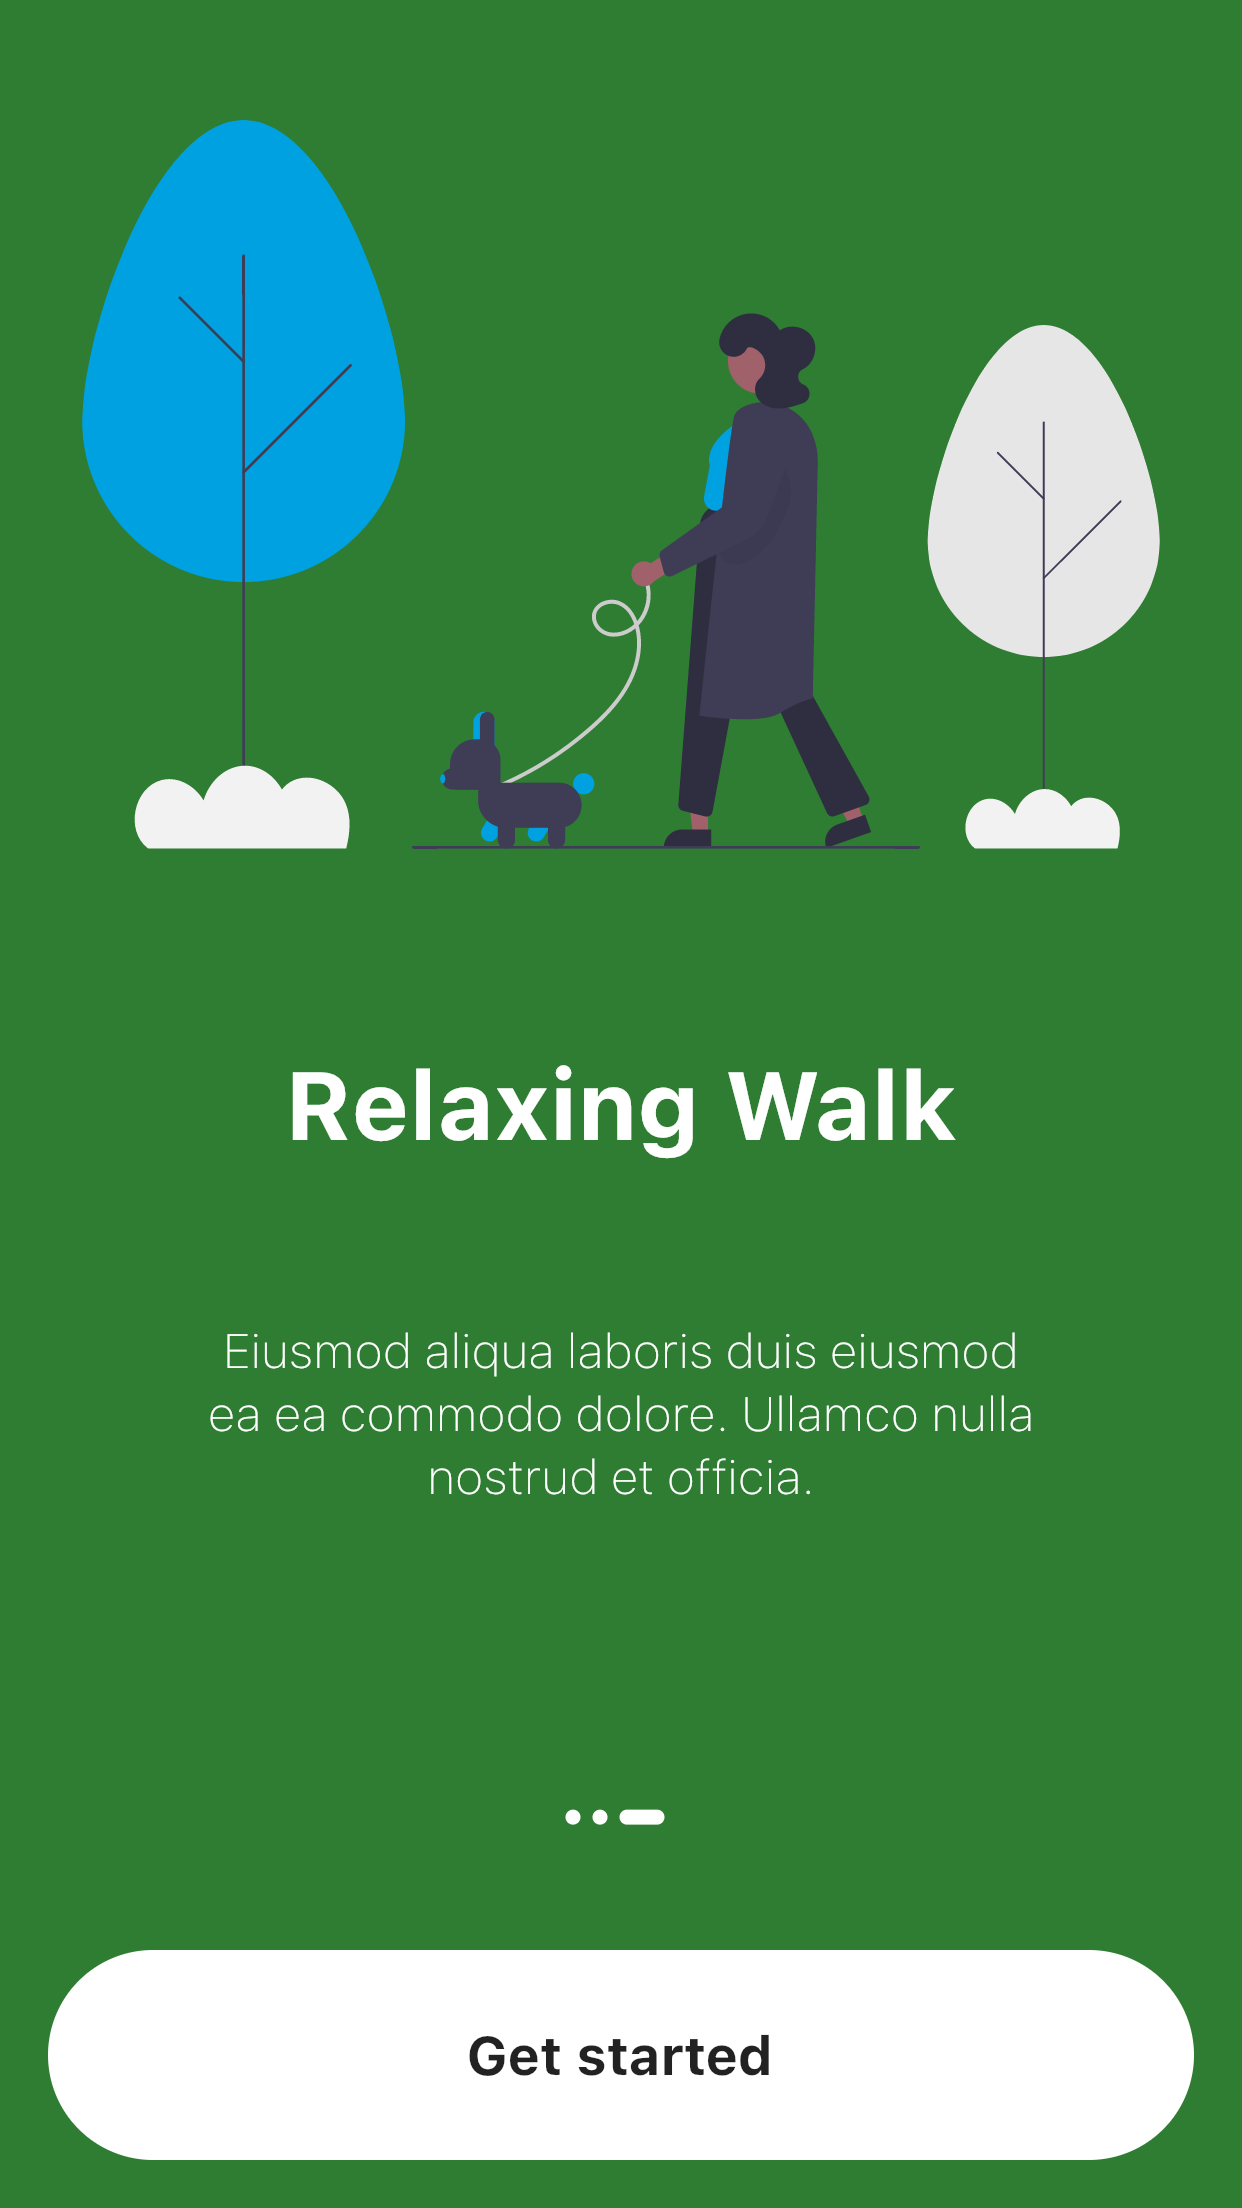 Relaxing Walk
Eiusmod aliqua laboris duis eiusmod
ea ea commodo dolore. Ullamco nulla
nostrud et officia.
Get started